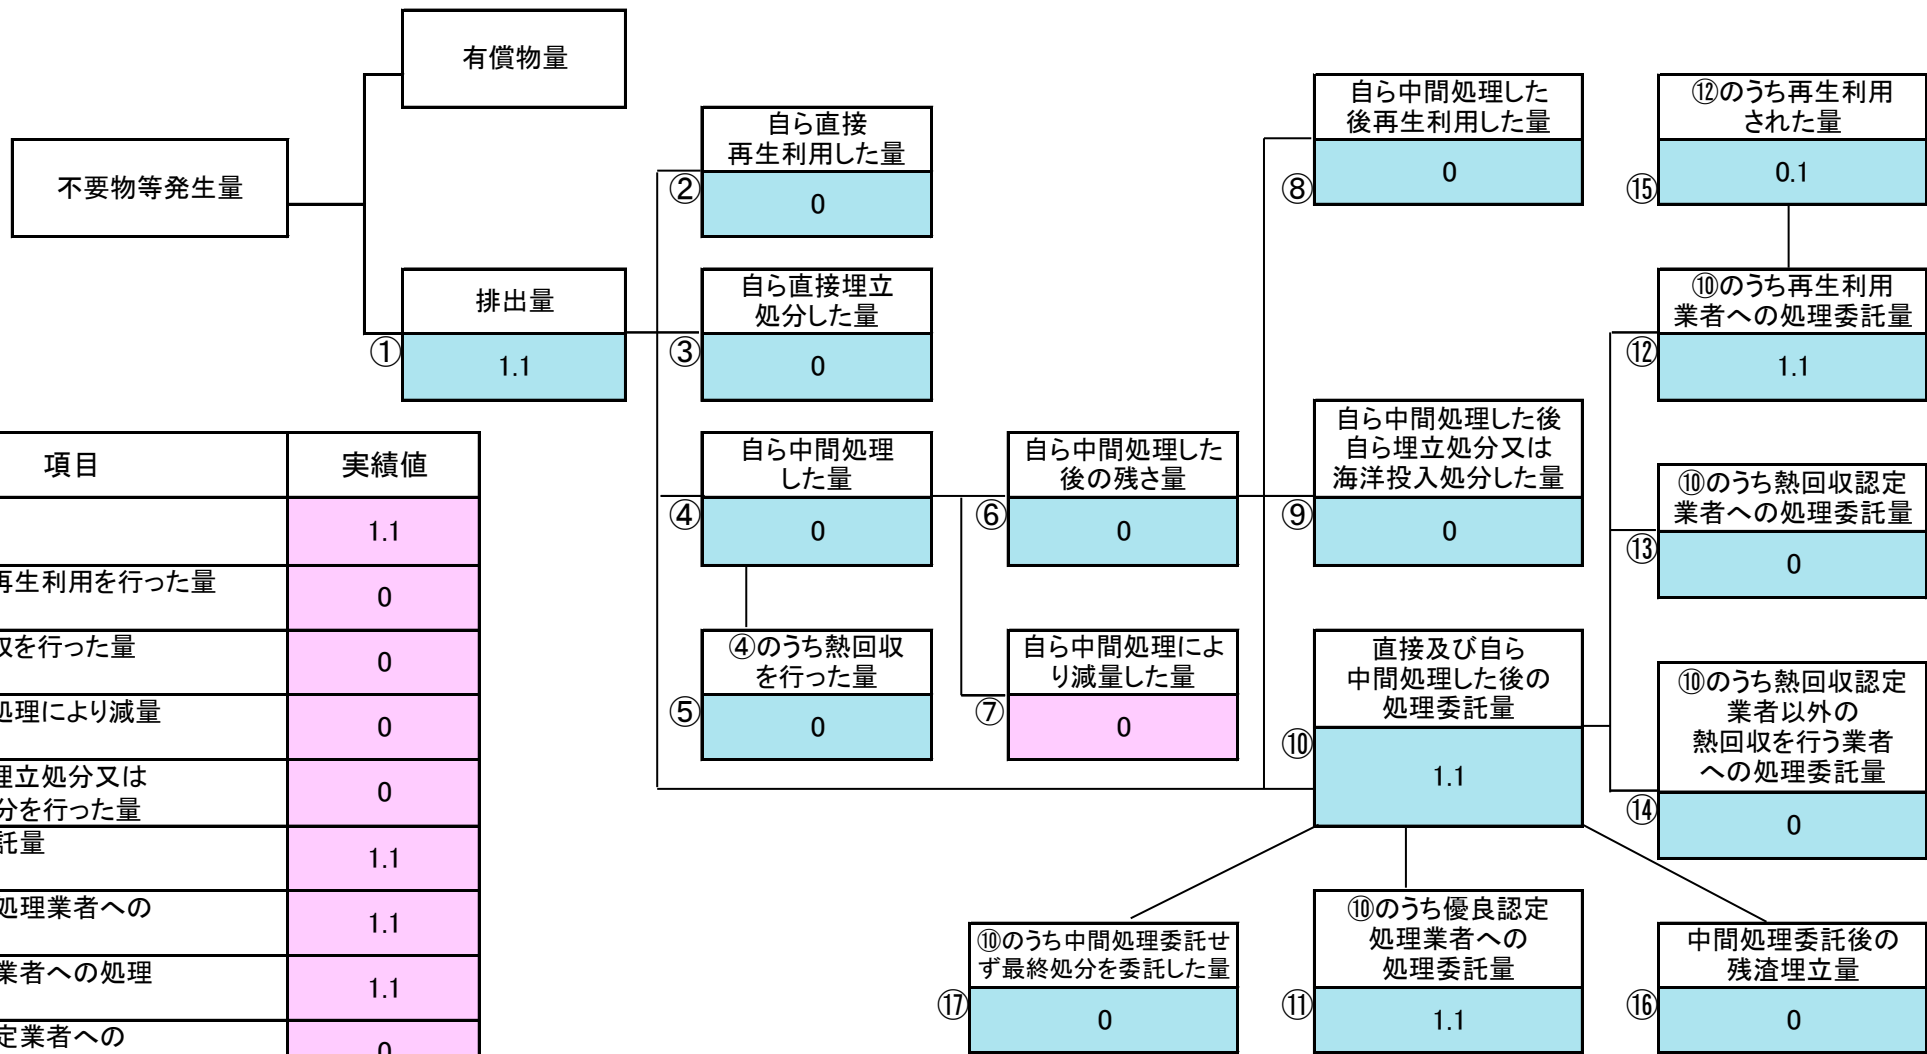 有償物量
不要物等発生量
排出量
①
1.1
自ら直接
再生利用した量
②
0
自ら直接埋立
処分した量
③
0
自ら中間処理
した量
④
0
④のうち熱回収
を行った量
⑤
0
自ら中間処理した
後の残さ量
⑥
0
自ら中間処理によ
り減量した量
⑦
0
自ら中間処理した
後再生利用した量
⑧
0
自ら中間処理した後
自ら埋立処分又は
海洋投入処分した量
⑨
0
直接及び自ら
中間処理した後の
処理委託量
⑩
1.1
⑫のうち再生利用
された量
⑮
0.1
⑩のうち再生利用
業者への処理委託量
⑫
1.1
⑩のうち熱回収認定
業者への処理委託量
⑬
0
⑩のうち熱回収認定
業者以外の
熱回収を行う業者
への処理委託量
⑭
0
⑩のうち中間処理委託せ
ず最終処分を委託した量
⑰
0
⑩のうち優良認定
処理業者への
処理委託量
⑪
1.1
中間処理委託後の
残渣埋立量
⑯
0
項目
実績値
1.1
再生利用を行った量
0
を行った量
0
処理により減量
0
埋立処分又は
分を行った量
0
託量
1.1
処理業者への
1.1
業者への処理
1.1
定業者への
0